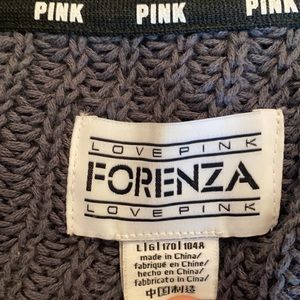 PINK PINK PINK
LOVE PINK
FORENZA
LOVE PINK
L|G|170|104A
made in China/
fabriqué en Chine/
hecho en China/
fabbricato in Cina/
中国制造